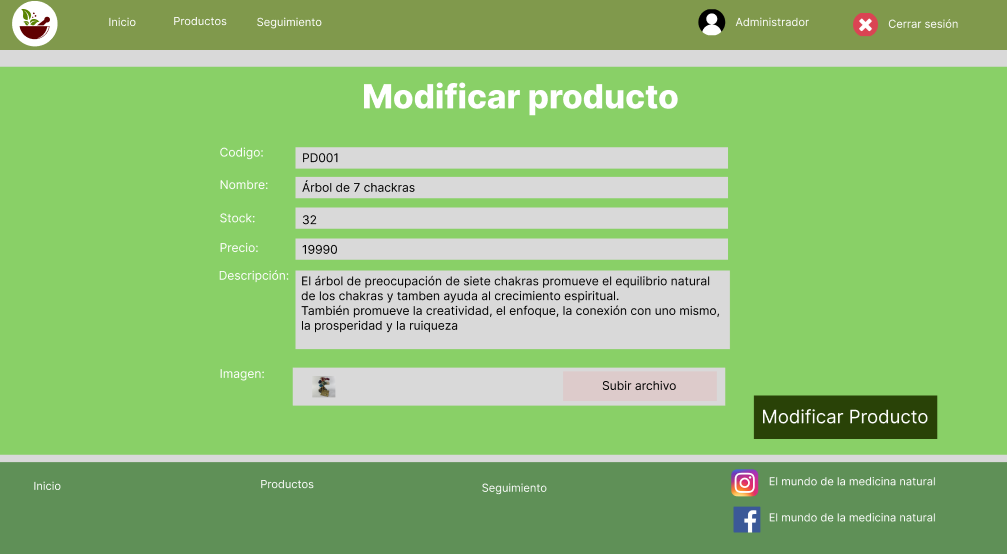 Inicio
Productos
Seguimiento
Administrador
Cerrar sesión
Modificar producto
Codigo:
PD001
Nombre:
Árbol de 7 chackras
Stock:
32
Precio:
19990
Descripción:
El árbol de preocupación de siete chakras promueve el equilibrio natural
de los chakras y tamben ayuda al crecimiento espiritual.
También promueve la creatividad, el enfoque, la conexión con uno mismo,
la prosperidad y la ruiqueza
Imagen:
Subir archivo
Modificar Producto
Inicio
Productos
Seguimiento
El mundo de la medicina natural
El mundo de la medicina natural